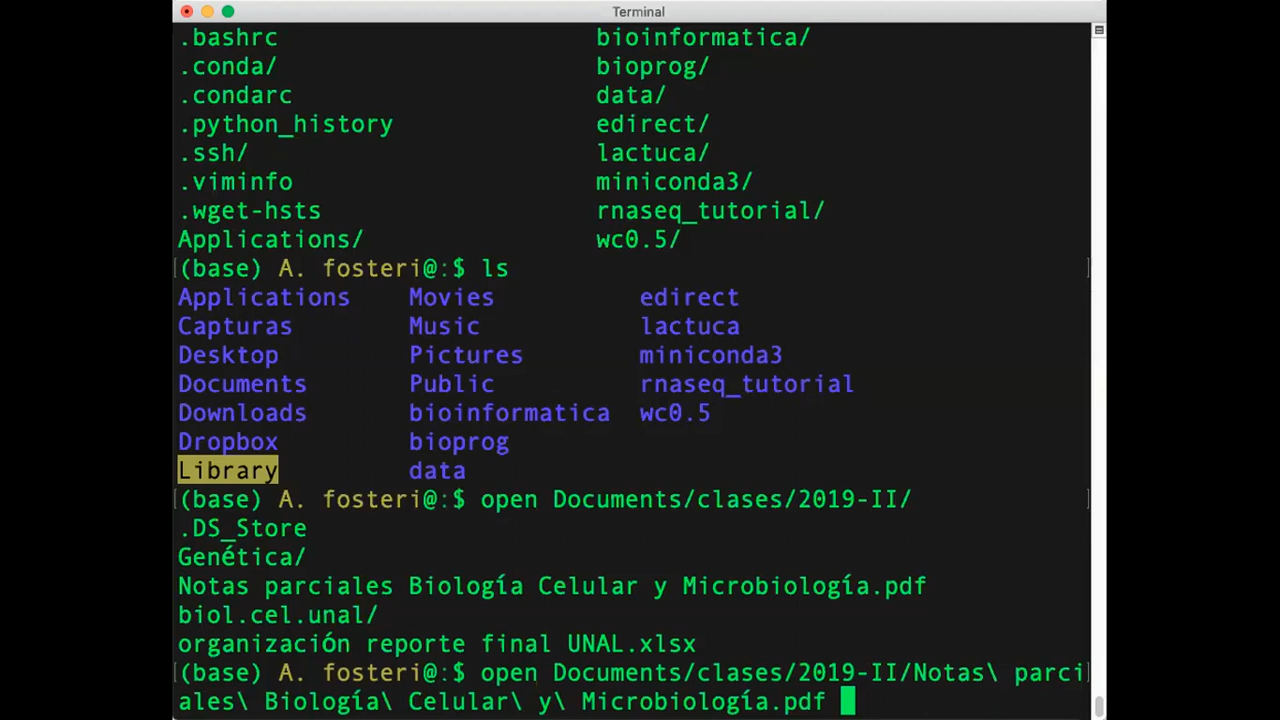 Terminal
.bashrc bioinformatica/
.conda/ bioprog/
.condarc data/
.python_history edirect/
.ssh/ lactuca/
.viminfo miniconda3/
.wget-hsts rnaseq_tutorial/
Applications/ wc0.5/
(base) A. fosteri@:$ ls
Applications Movies edirect
Capturas Music lactuca
Desktop Pictures miniconda3
Documents Public rnaseq_tutorial
Downloads bioinformatica wc0.5
Dropbox bioprog
Library data
(base) A. fosteri@:$ open Documents/clases/2019-II/
.DS_Store
Genética/
Notas parciales Biología Celular y Microbiología.pdf
biol.cel.unal/
organización reporte final UNAL.xlsx
(base) A. fosteri@:$ open Documents/clases/2019-II/Notas\ parci
ales\ Biología\ Celular\ y\ Microbiología.pdf